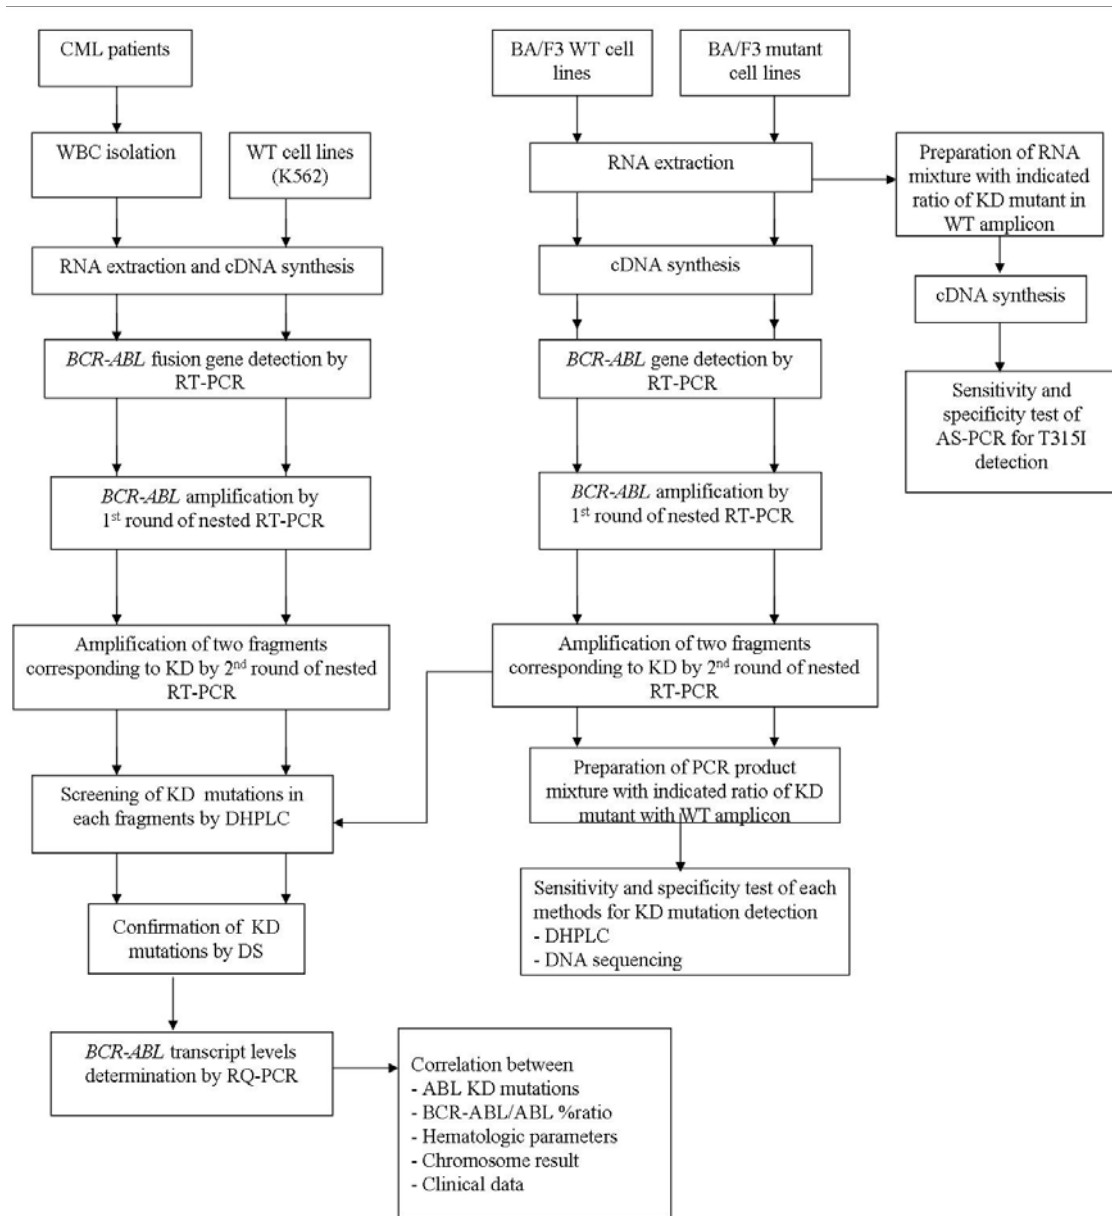 CML patients
WBC isolation
WT cell lines
(K562)
RNA extraction and cDNA synthesis
BCR-ABL fusion gene detection by
RT-PCR
BCR-ABL amplification by
1st round of nested RT-PCR
Amplification of two fragments
corresponding to KD by 2nd round of nested
RT-PCR
Screening of KD mutations in
each fragments by DHPLC
Confirmation of KD
mutations by DS
BCR-ABL transcript levels
determination by RQ-PCR
Correlation between
- ABL KD mutations
- BCR-ABL/ABL %ratio
- Hematologic parameters
- Chromosome result
- Clinical data
BA/F3 WT cell
lines
BA/F3 mutant
cell lines
RNA extraction
cDNA synthesis
BCR-ABL gene detection by
RT-PCR
BCR-ABL amplification by
1st round of nested RT-PCR
Amplification of two fragments
corresponding to KD by 2nd round of nested
RT-PCR
Preparation of PCR product
mixture with indicated ratio of KD
mutant with WT amplicon
Sensitivity and specificity test of each
methods for KD mutation detection
- DHPLC
- DNA sequencing
Preparation of RNA
mixture with indicated
ratio of KD mutant in
WT amplicon
cDNA synthesis
Sensitivity and
specificity test of
AS-PCR for T315I
detection